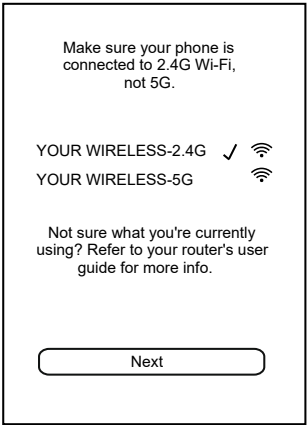 Make sure your phone is
connected to 2.4G Wi-Fi,
not 5G.
YOUR WIRELESS-2.4G
YOUR WIRELESS-5G
Not sure what you're currently
using? Refer to your router's user
guide for more info.
Next